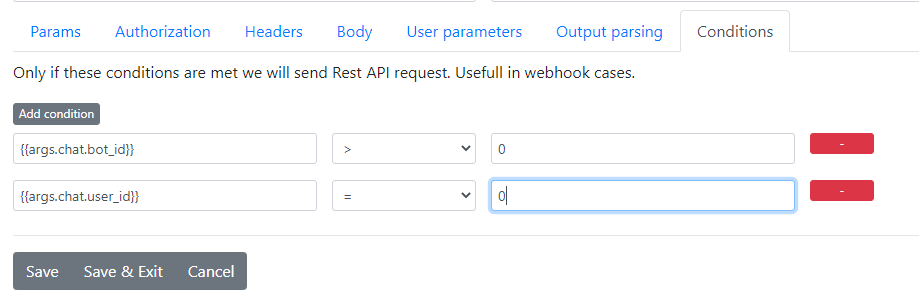 Params Authorization Headers Body User parameters Output parsing Conditions
Only if these conditions are met we will send Rest API request. Usefull in webhook cases.
Add condition
{{args.chat.bot_id}} > 0 -
{{args.chat.user_id}} = 0 -
Save Save & Exit Cancel